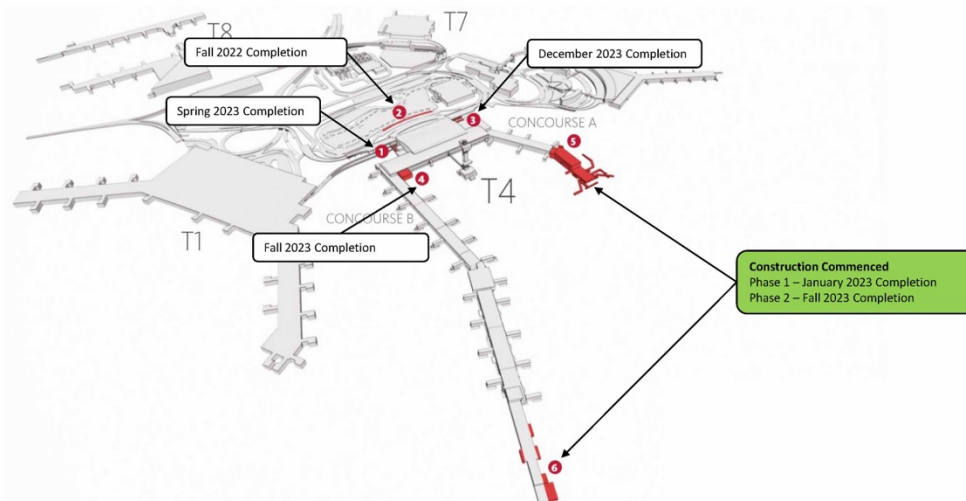 T8
T7
Fall 2022 Completion
December 2023 Completion
Spring 2023 Completion
2
3
CONCOURSE A
1
5
4
T4
CONCOURSE B
T1
Fall 2023 Completion
Construction Commenced
Phase 1 – January 2023 Completion
Phase 2 – Fall 2023 Completion
6